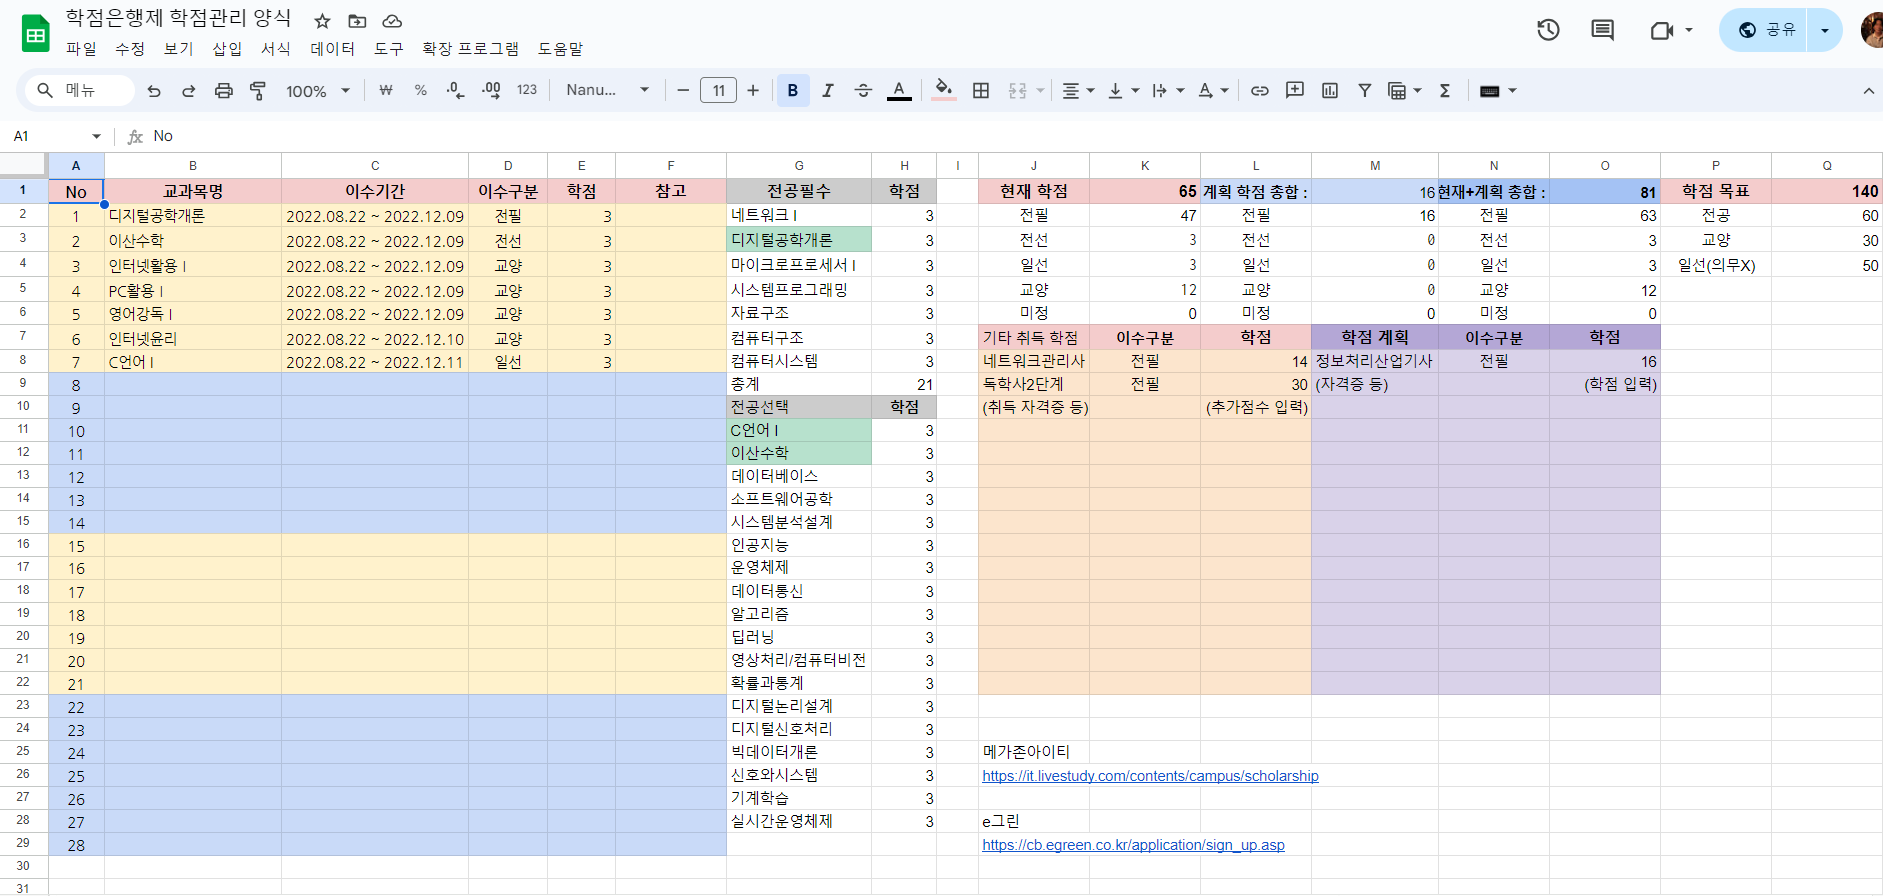 학점은행제 학점관리 양식
파일 수정 보기 삽입 서식 데이터 도구 확장 프로그램 도움말
공유
메뉴 100% ₩ % .0 .00 123 Nanu... 11 B I A
A1 fx No
A B C D E F G H I J K L M N O P Q
1 No 교과목명 이수기간 이수구분 학점 참고 전공필수 학점 현재 학점 65 계획 학점 총합 : 16 현재+계획 총합 : 81 학점 목표 140
2 1 디지털공학개론 2022.08.22 ~ 2022.12.09 전필 3 네트워크 I 3 전필 47 전필 16 전필 63 전공 60
3 2 이산수학 2022.08.22 ~ 2022.12.09 전선 3 디지털공학개론 3 전선 3 전선 0 전선 3 교양 30
4 3 인터넷활용 I 2022.08.22 ~ 2022.12.09 교양 3 마이크로프로세서 I 3 일선 3 일선 0 일선 3 일선(의무X) 50
5 4 PC활용 I 2022.08.22 ~ 2022.12.09 교양 3 시스템프로그래밍 3 교양 12 교양 0 교양 12
6 5 영어강독 I 2022.08.22 ~ 2022.12.09 교양 3 자료구조 3 미정 0 미정 0 미정 0
7 6 인터넷윤리 2022.08.22 ~ 2022.12.10 교양 3 컴퓨터구조 3 기타 취득 학점 이수구분 학점 학점 계획 이수구분 학점
8 7 C언어 I 2022.08.22 ~ 2022.12.11 일선 3 컴퓨터시스템 3 네트워크관리사 전필 14 정보처리산업기사 전필 16
9 8 총계 21 독학사2단계 전필 30 (자격증 등) (학점 입력)
10 9 전공선택 학점 (취득 자격증 등) (추가점수 입력)
11 10 C언어 I 3
12 11 이산수학 3
13 12 데이터베이스 3
14 13 소프트웨어공학 3
15 14 시스템분석설계 3
16 15 인공지능 3
17 16 운영체제 3
18 17 데이터통신 3
19 18 알고리즘 3
20 19 딥러닝 3
21 20 영상처리/컴퓨터비전 3
22 21 확률과통계 3
23 22 디지털논리설계 3
24 23 디지털신호처리 3
25 24 빅데이터개론 3 메가존아이티
26 25 신호와시스템 3 https://it.livestudy.com/contents/campus/scholarship
27 26 기계학습 3
28 27 실시간운영체제 3 e그린
29 28 https://cb.egreen.co.kr/application/sign_up.asp
30
31